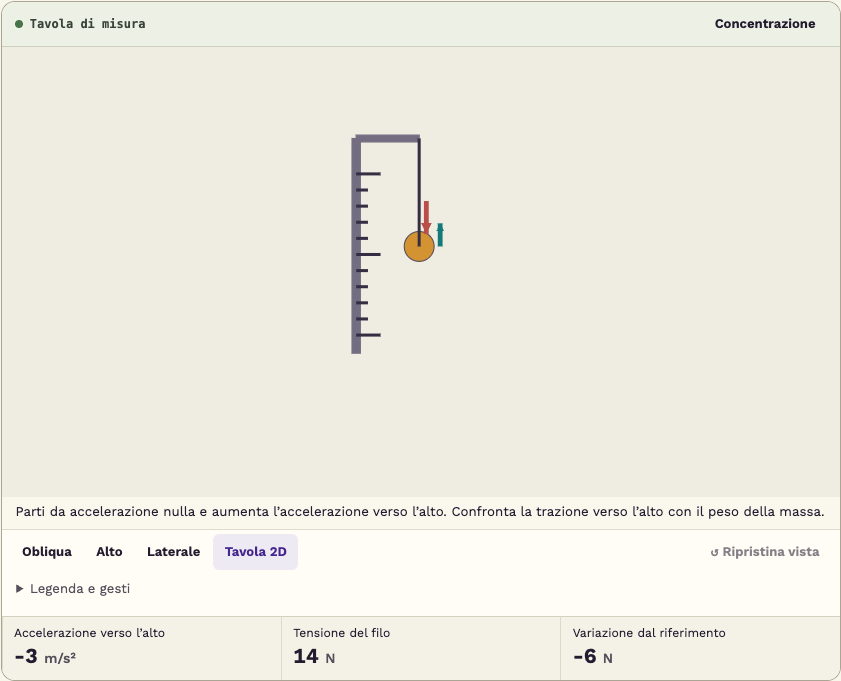 Tavola di misura
Concentrazione
Parti da accelerazione nulla e aumenta l’accelerazione verso l’alto. Confronta la trazione verso l’alto con il peso della massa.
Obliqua Alto Laterale Tavola 2D ↺ Ripristina vista
▶ Legenda e gesti
Accelerazione verso l’alto
-3 m/s²
Tensione del filo
14 N
Variazione dal riferimento
-6 N